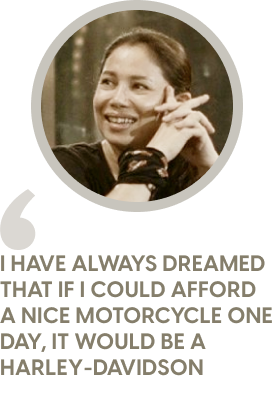 I HAVE ALWAYS DREAMED
THAT IF I COULD AFFORD
A NICE MOTORCYCLE ONE
DAY, IT WOULD BE A
HARLEY-DAVIDSON